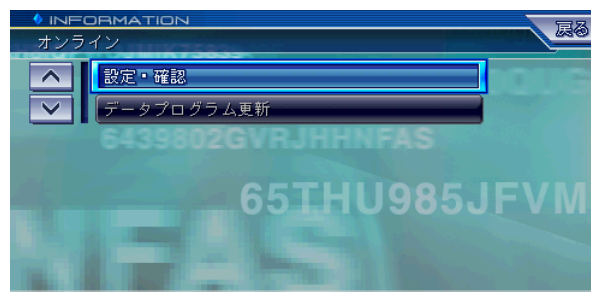 INFORMATION
戻る
オンライン
設定・確認
データプログラム更新
6439802GVRJHHNFAS
65THU985JFVM
NFAS